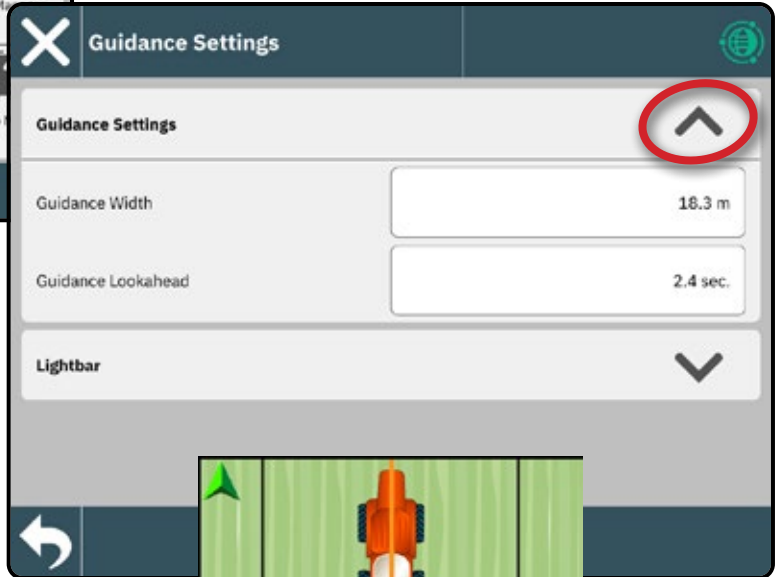 Guidance Settings
Guidance Settings
Guidance Width
18.3 m
Guidance Lookahead
2.4 sec.
Lightbar